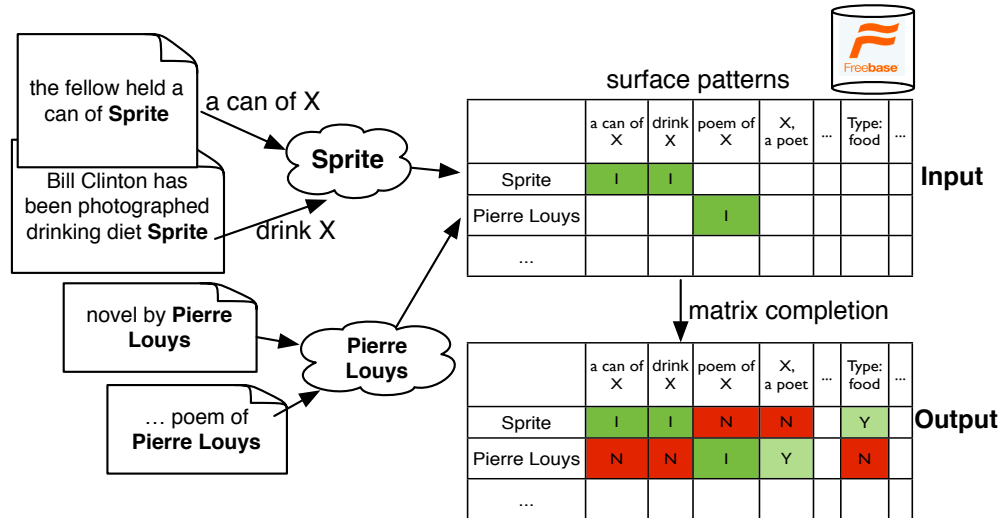 the fellow held a
can of Sprite
a can of X
Bill Clinton has
been photographed
drinking diet Sprite
drink X
Sprite
novel by Pierre
Louys
Pierre
Louys
... poem of
Pierre Louys
Freebase
surface patterns
a can of X drink X poem of X X, a poet ... Type: food ...
Sprite I I
Pierre Louys I
...
Input
matrix completion
a can of X drink X poem of X X, a poet ... Type: food ...
Sprite I I N N Y
Pierre Louys N N I Y N
...
Output